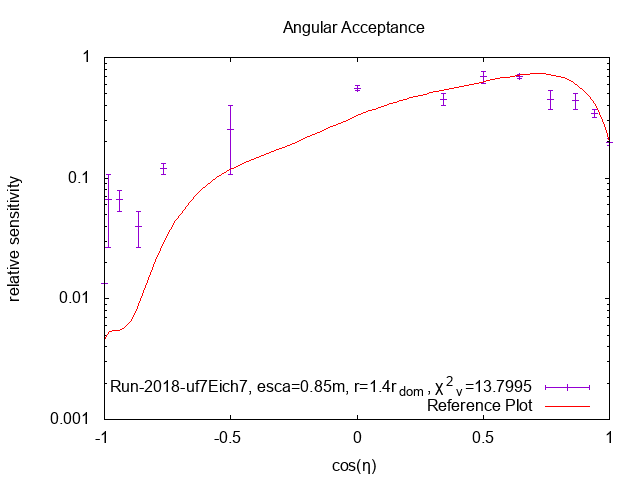 Angular Acceptance
1
0.1
0.01
0.001
relative sensitivity
Run-2018-uf7Eich7, esca=0.85m, r=1.4r_dom, χ²_ν=13.7995
Reference Plot
-1 -0.5 0 0.5 1
cos(η)